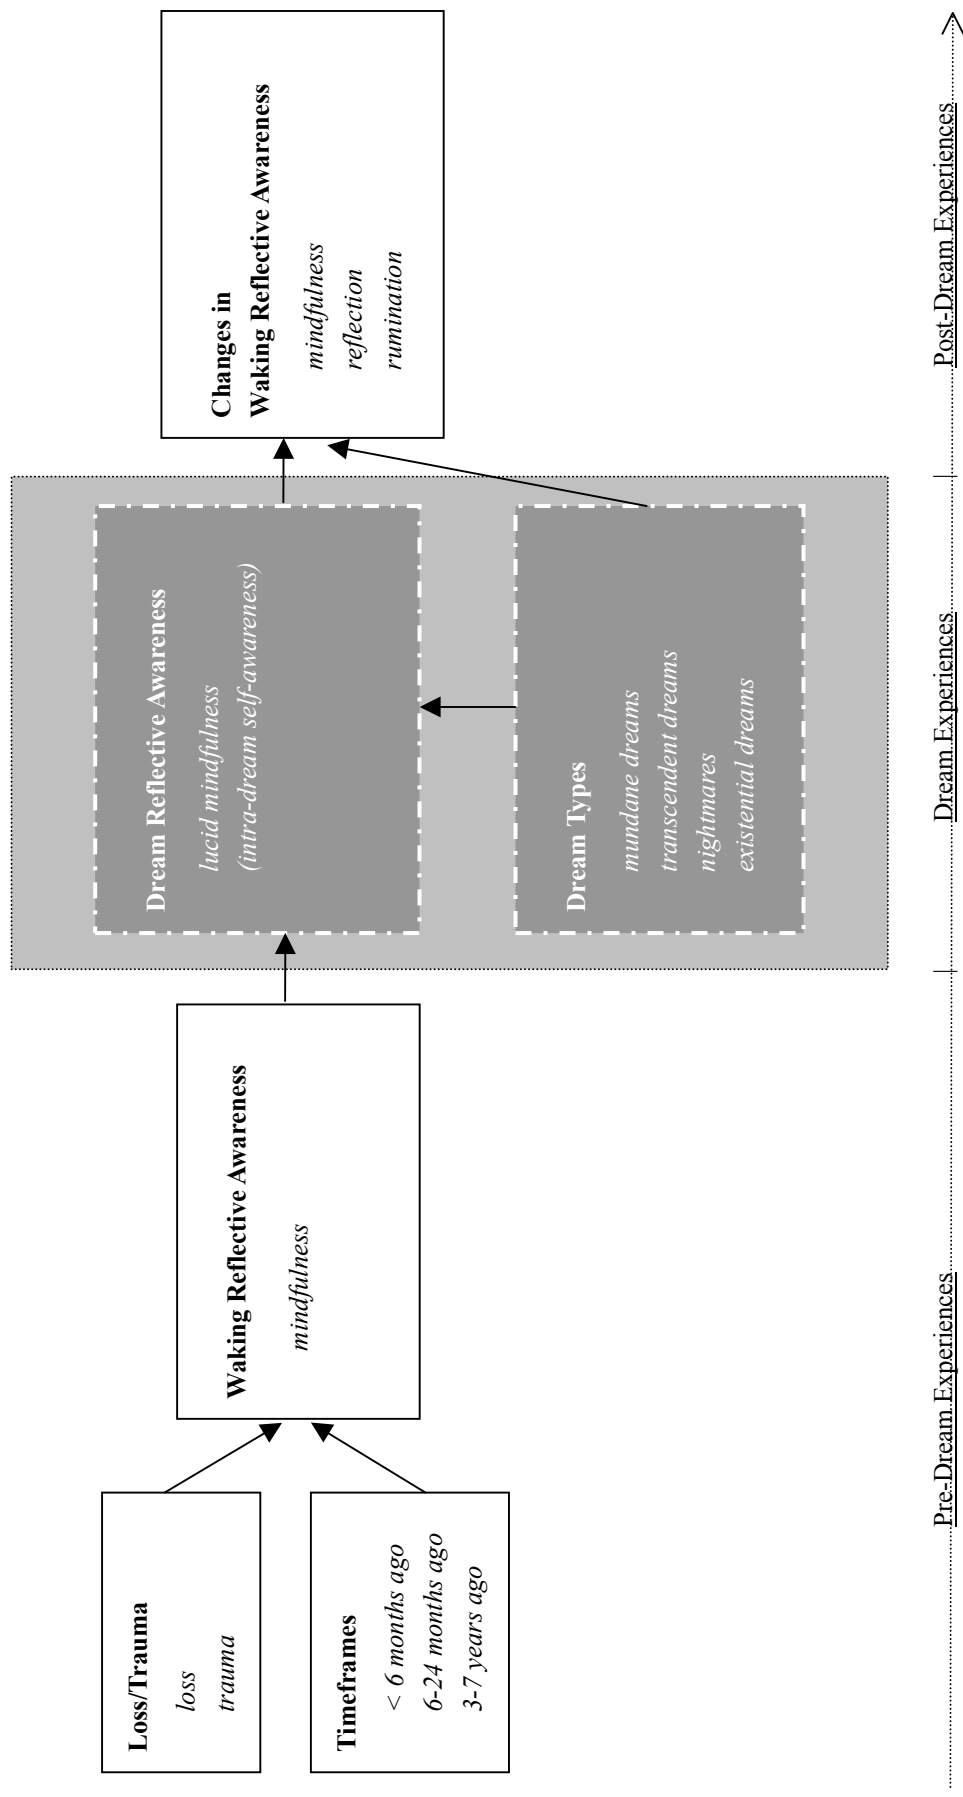 Loss/Trauma
loss
trauma
Timeframes
< 6 months ago
6-24 months ago
3-7 years ago
Waking Reflective Awareness
mindfulness
Dream Reflective Awareness
lucid mindfulness
(intra-dream self-awareness)
Dream Types
mundane dreams
transcendent dreams
nightmares
existential dreams
Changes in
Waking Reflective Awareness
mindfulness
reflection
rumination
Pre-Dream Experiences
Dream Experiences
Post-Dream Experiences